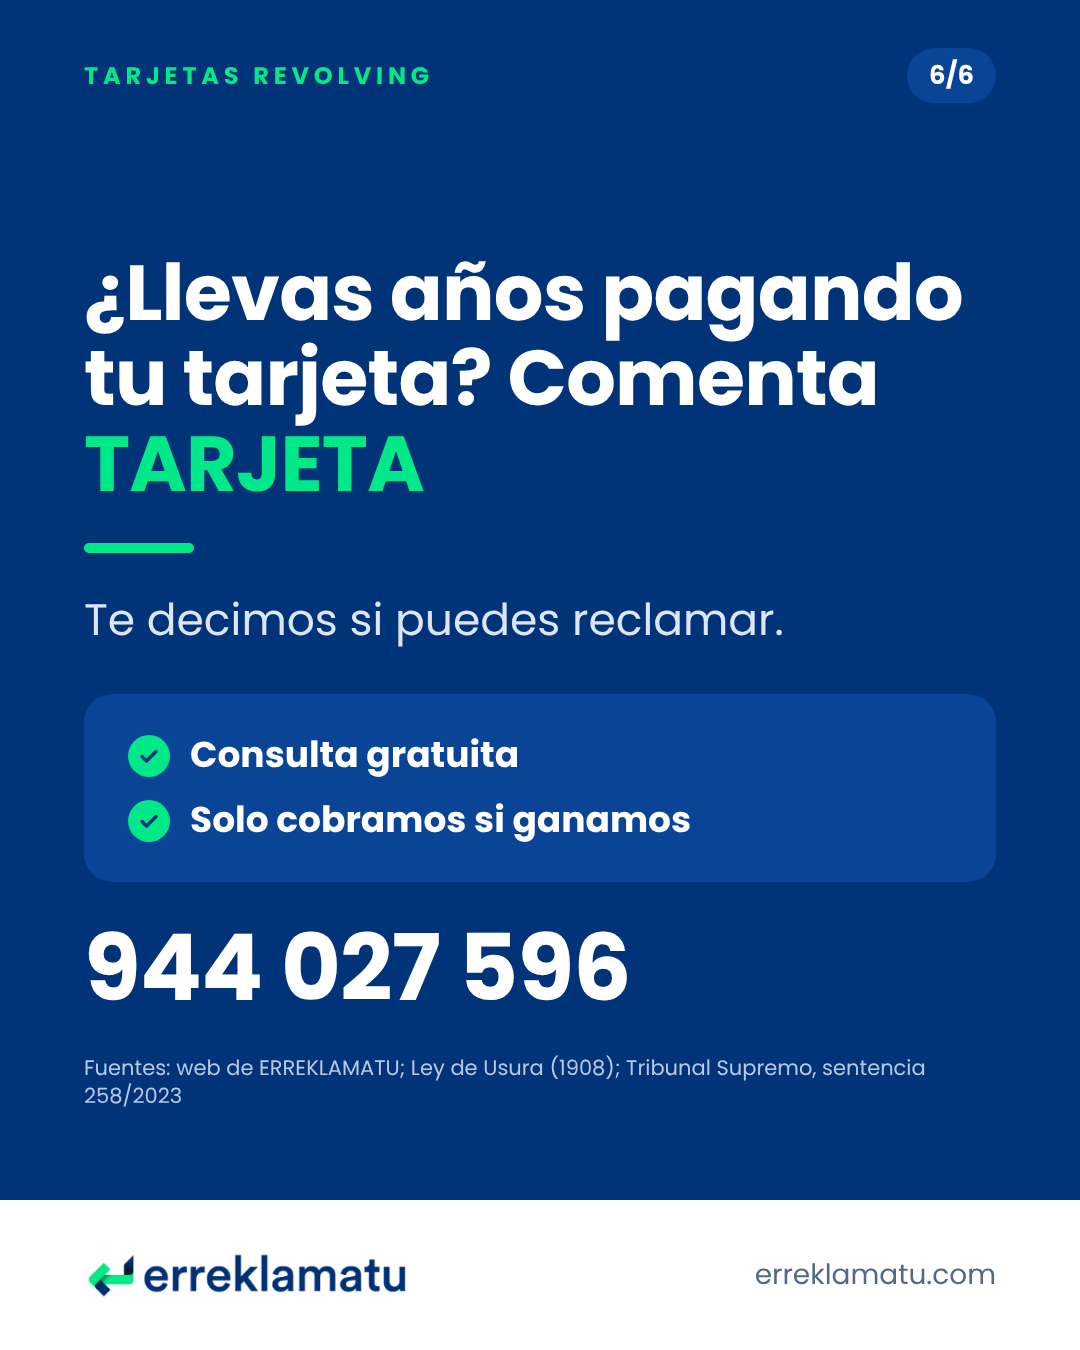 TARJETAS REVOLVING
6/6
¿Llevas años pagando
tu tarjeta? Comenta
TARJETA
Te decimos si puedes reclamar.
Consulta gratuita
Solo cobramos si ganamos
944 027 596
Fuentes: web de ERREKLAMATU; Ley de Usura (1908); Tribunal Supremo, sentencia
258/2023
erreklamatu
erreklamatu.com